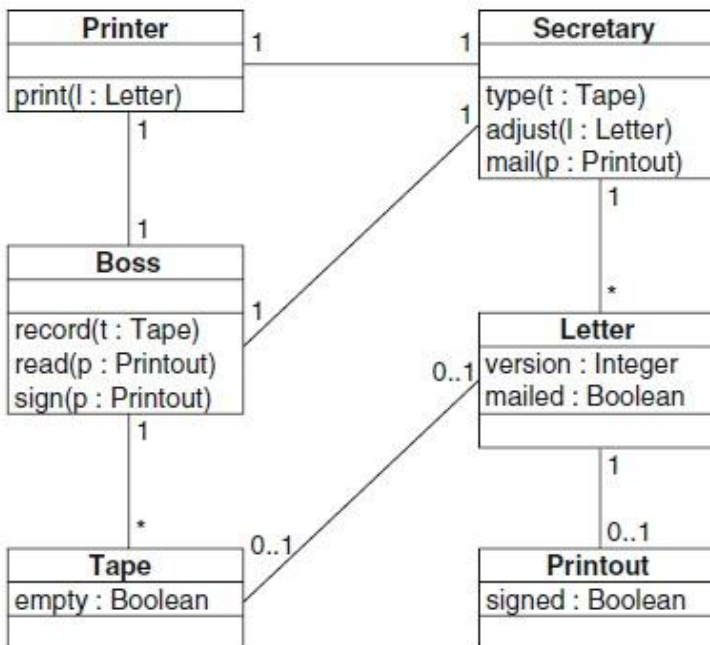 Printer
print(l : Letter)
1
1
Secretary
type(t : Tape)
adjust(l : Letter)
mail(p : Printout)
1
1
1
1
Boss
record(t : Tape)
read(p : Printout)
sign(p : Printout)
1
1
*
Letter
version : Integer
mailed : Boolean
0..1
1
*
0..1
1
0..1
Tape
empty : Boolean
Printout
signed : Boolean